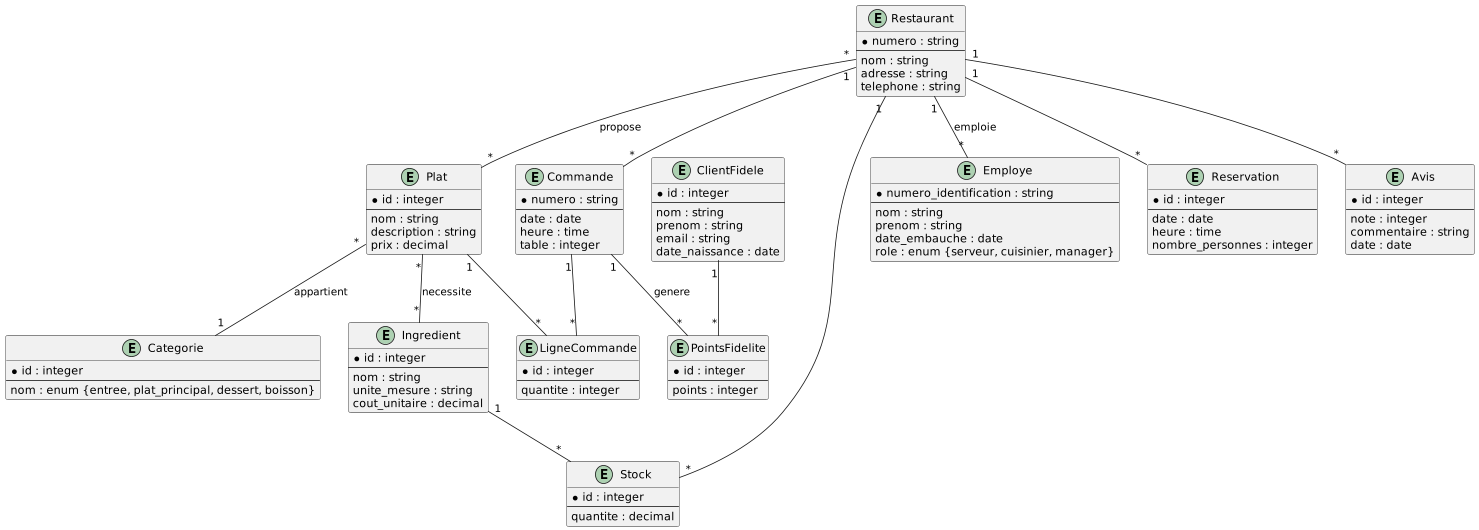 E Restaurant
* numero : string
nom : string
adresse : string
telephone : string
* 1 1 1 1 1
propose
emploie
* * * * *
E Plat
* id : integer
nom : string
description : string
prix : decimal
E Commande
* numero : string
date : date
heure : time
table : integer
E ClientFidele
* id : integer
nom : string
prenom : string
email : string
date_naissance : date
E Employe
* numero_identification : string
nom : string
prenom : string
date_embauche : date
role : enum {serveur, cuisinier, manager}
E Reservation
* id : integer
date : date
heure : time
nombre_personnes : integer
E Avis
* id : integer
note : integer
commentaire : string
date : date
* * 1 1 1 1
appartient
necessite
genere
1 * * * * *
E Categorie
* id : integer
nom : enum {entree, plat_principal, dessert, boisson}
E Ingredient
* id : integer
nom : string
unite_mesure : string
cout_unitaire : decimal
E LigneCommande
* id : integer
quantite : integer
E PointsFidelite
* id : integer
points : integer
1
* *
E Stock
* id : integer
quantite : decimal